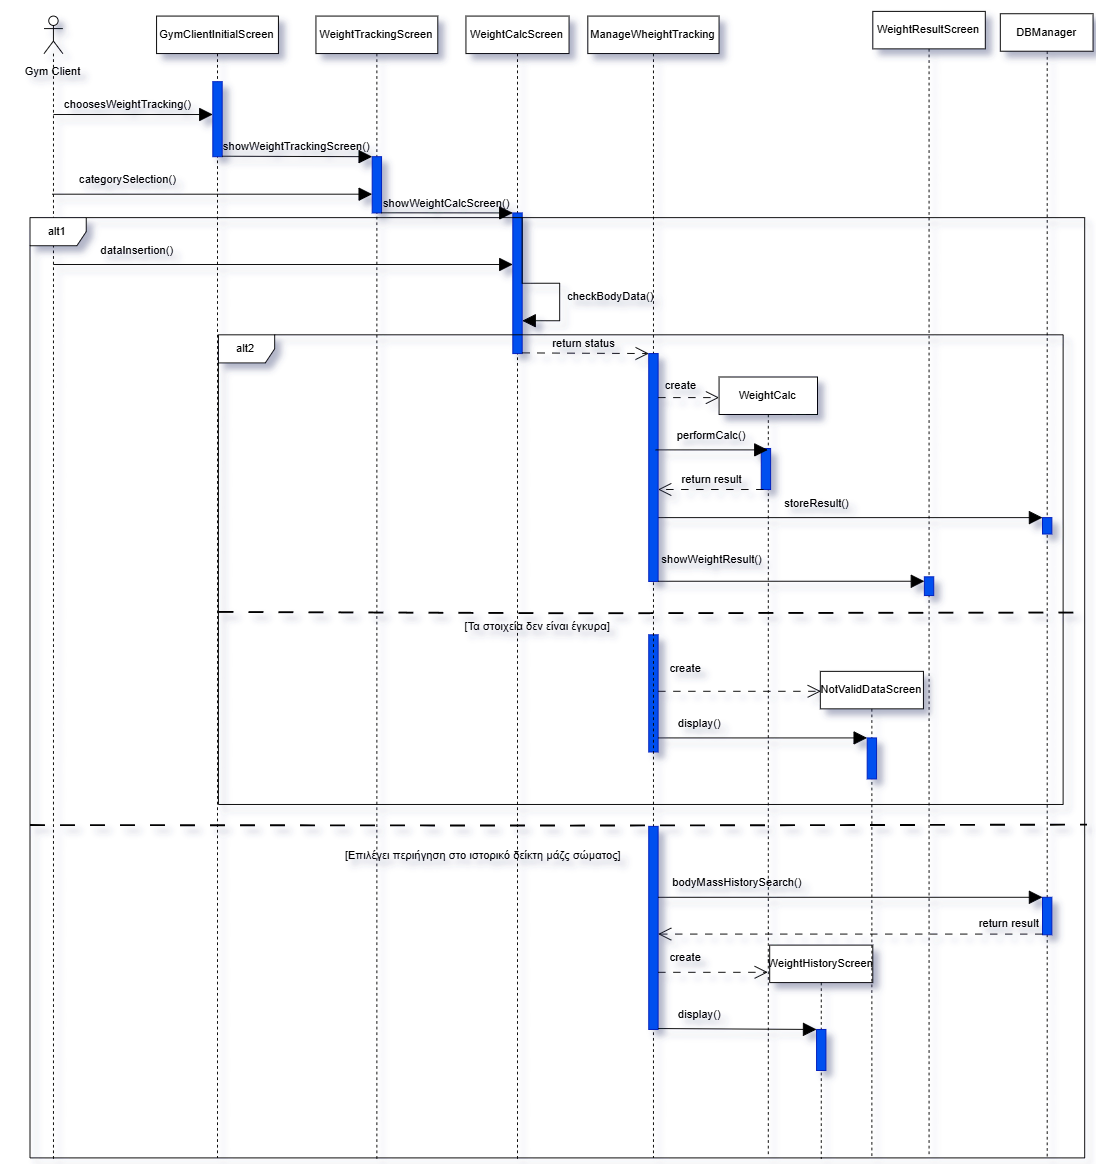 Gym Client
GymClientInitialScreen
WeightTrackingScreen
WeightCalcScreen
ManageWheightTracking
WeightResultScreen
DBManager
choosesWeightTracking()
showWeightTrackingScreen()
categorySelection()
showWeightCalcScreen()
alt1
dataInsertion()
checkBodyData()
alt2
return status
create
WeightCalc
performCalc()
return result
storeResult()
showWeightResult()
[Τα στοιχεία δεν είναι έγκυρα]
create
NotValidDataScreen
display()
[Επιλέγει περιήγηση στο ιστορικό δείκτη μάζς σώματος]
bodyMassHistorySearch()
return result
create
WeightHistoryScreen
display()